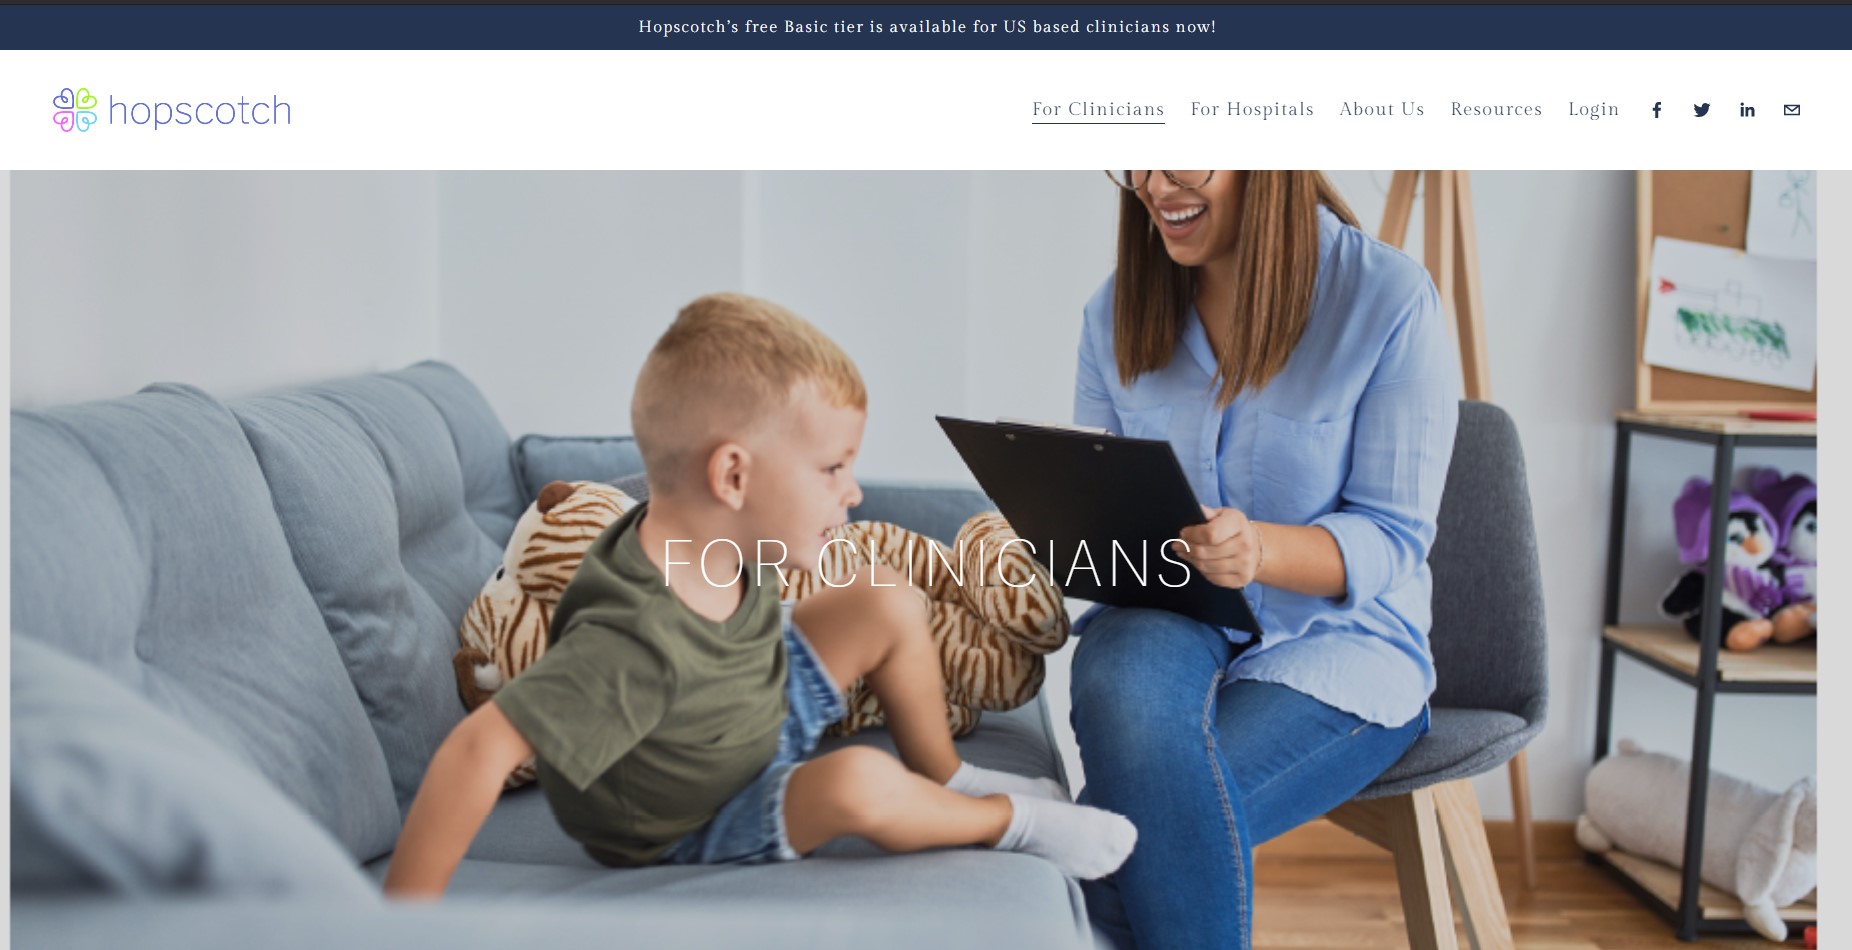 Hopscotch’s free Basic tier is available for US based clinicians now!
hopscotch
For Clinicians
For Hospitals
About Us
Resources
Login
FOR CLINICIANS